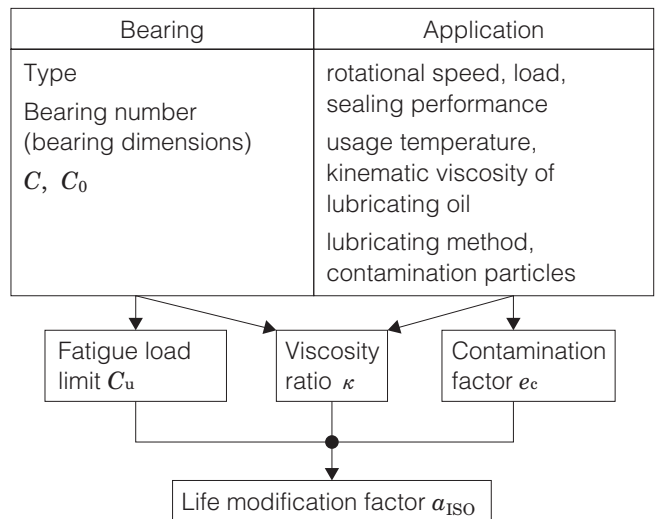 Bearing
Application
Type
Bearing number
(bearing dimensions)
C, C0
rotational speed, load,
sealing performance
usage temperature,
kinematic viscosity of
lubricating oil
lubricating method,
contamination particles
Fatigue load
limit Cu
Viscosity
ratio κ
Contamination
factor ec
Life modification factor aISO